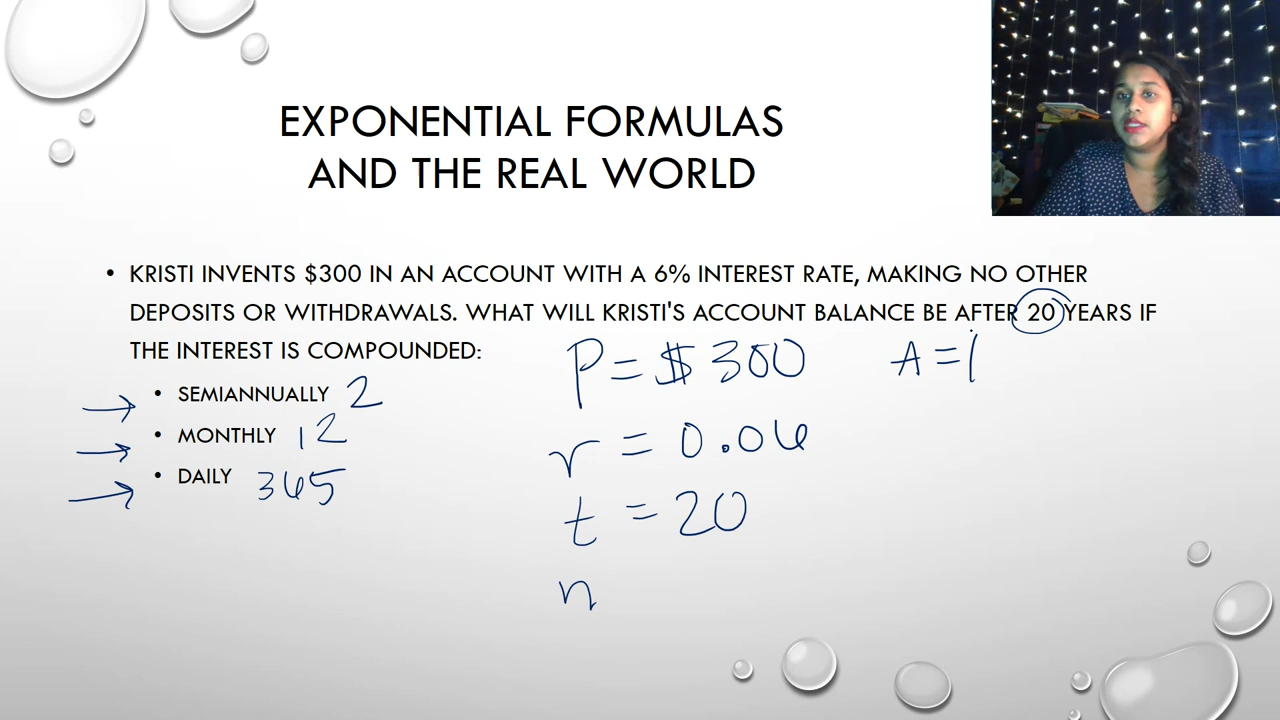 EXPONENTIAL FORMULAS
AND THE REAL WORLD
• KRISTI INVENTS $300 IN AN ACCOUNT WITH A 6% INTEREST RATE, MAKING NO OTHER
DEPOSITS OR WITHDRAWALS. WHAT WILL KRISTI'S ACCOUNT BALANCE BE AFTER 20 YEARS IF
THE INTEREST IS COMPOUNDED:
• SEMIANNUALLY 2
• MONTHLY 12
• DAILY 365
P = $300
A =
r = 0.06
t = 20
n